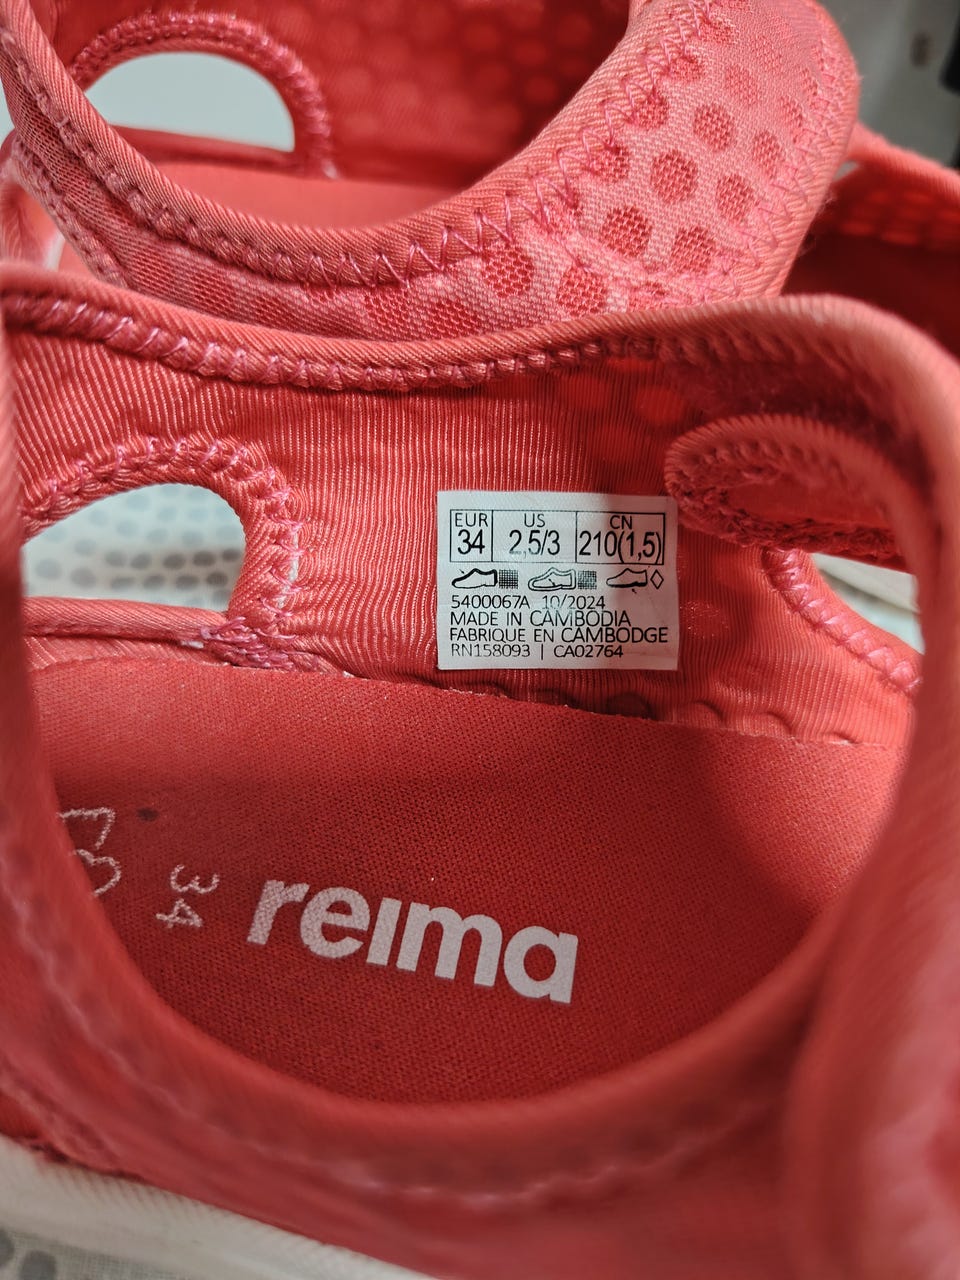 EUR US CN
34 2,5/3 210(1,5)
5400067A 10/2024
MADE IN CAMBODIA
FABRIQUE EN CAMBODGE
RN158093 | CA02764
34
reima